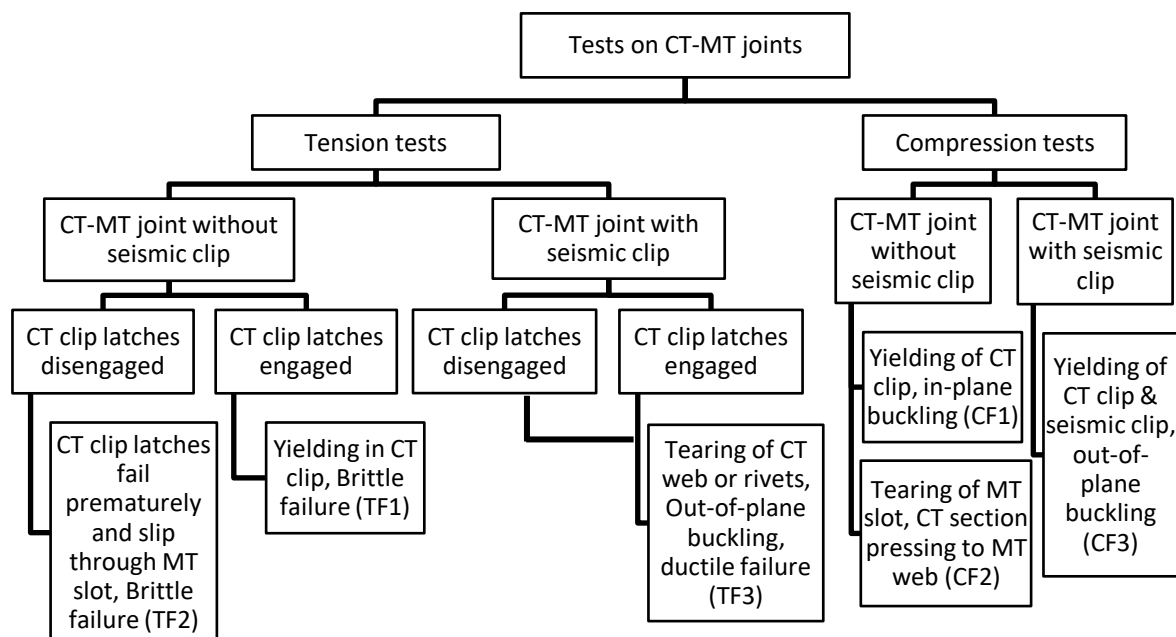 Tests on CT-MT joints
Tension tests
Compression tests
CT-MT joint without
seismic clip
CT-MT joint with
seismic clip
CT-MT joint
without
seismic clip
CT-MT joint
with seismic
clip
CT clip latches
disengaged
CT clip latches
engaged
CT clip latches
disengaged
CT clip latches
engaged
CT clip latches
fail
prematurely
and slip
through MT
slot, Brittle
failure (TF2)
Yielding in CT
clip, Brittle
failure (TF1)
Tearing of CT
web or rivets,
Out-of-plane
buckling,
ductile failure
(TF3)
Yielding of CT
clip, in-plane
buckling (CF1)
Tearing of MT
slot, CT section
pressing to MT
web (CF2)
Yielding of
CT clip &
seismic clip,
out-of-
plane
buckling
(CF3)